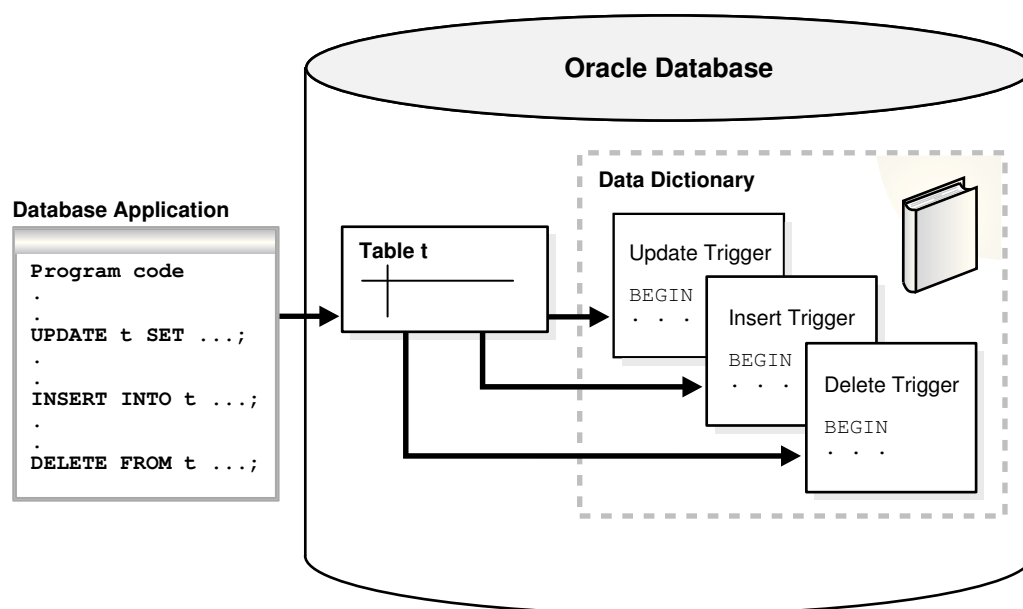 Oracle Database
Data Dictionary
Database Application
Program code
.
.
UPDATE t SET ...;
.
.
INSERT INTO t ...;
.
.
DELETE FROM t ...;
Table t
Update Trigger
BEGIN
. . .
Insert Trigger
BEGIN
. . .
Delete Trigger
BEGIN
. . .